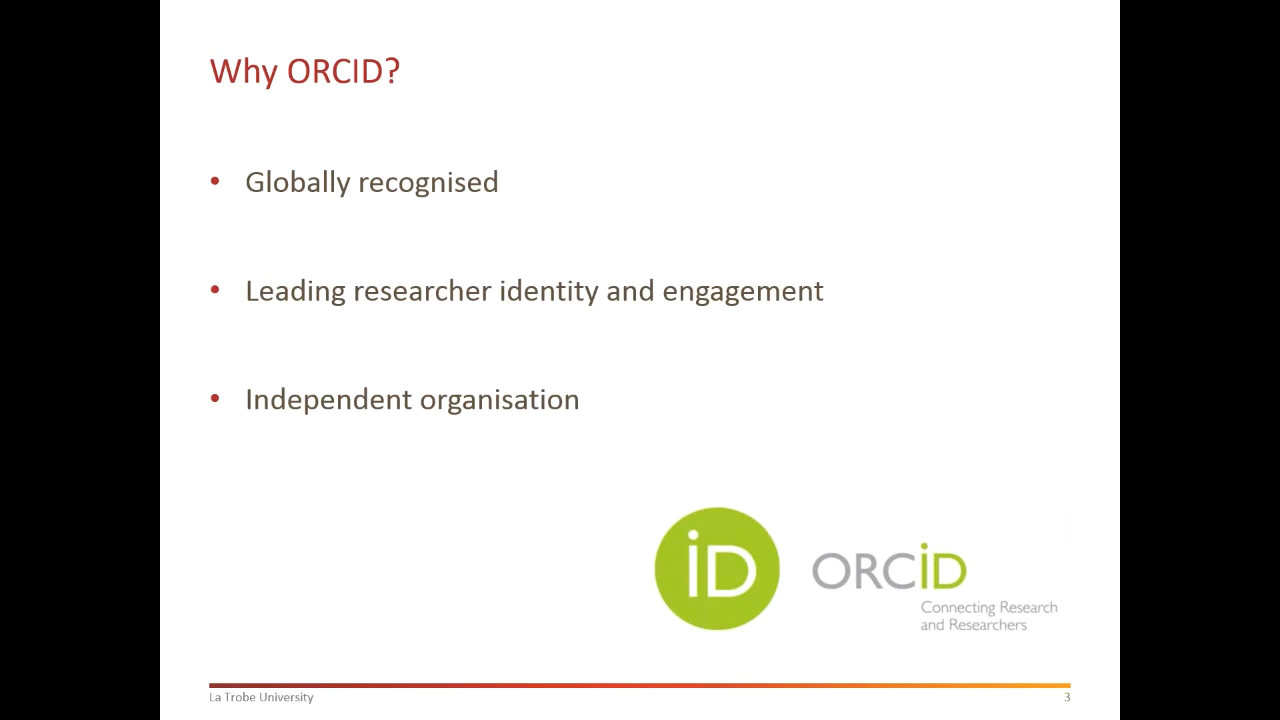 Why ORCID?
• Globally recognised
• Leading researcher identity and engagement
• Independent organisation
iD
ORCiD
Connecting Research
and Researchers
La Trobe University
3